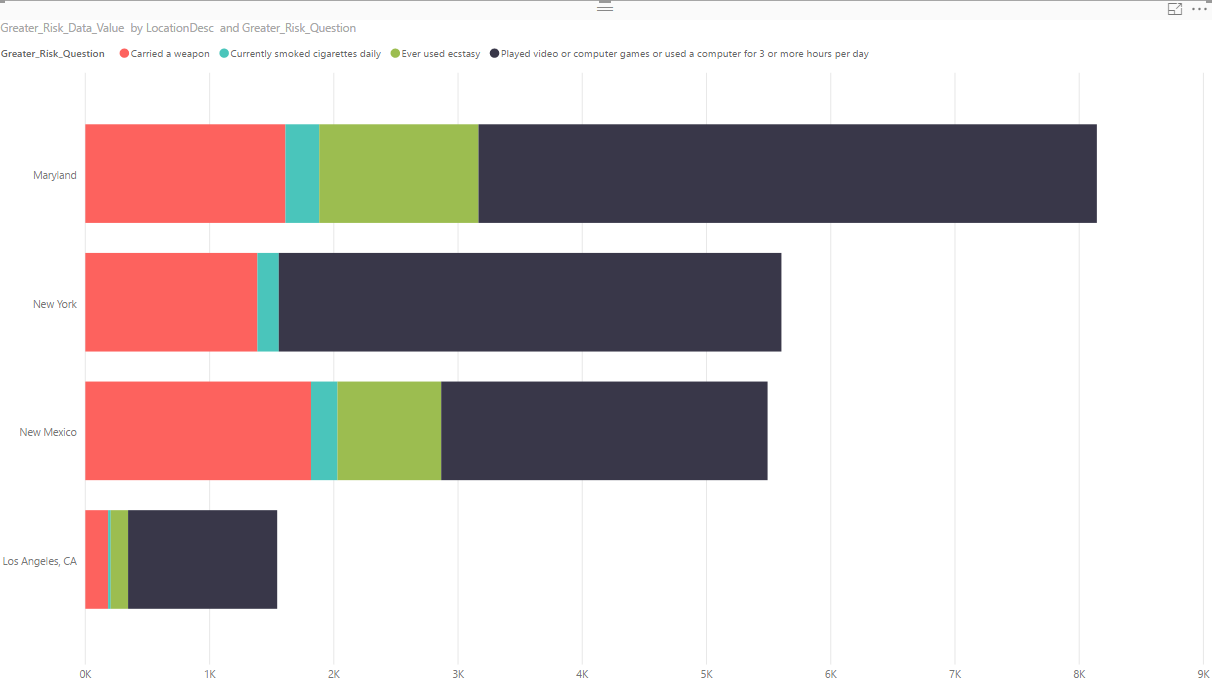 Greater_Risk_Data_Value by LocationDesc and Greater_Risk_Question
Greater_Risk_Question Carried a weapon Currently smoked cigarettes daily Ever used ecstasy Played video or computer games or used a computer for 3 or more hours per day
Maryland
New York
New Mexico
Los Angeles, CA
0K 1K 2K 3K 4K 5K 6K 7K 8K 9K